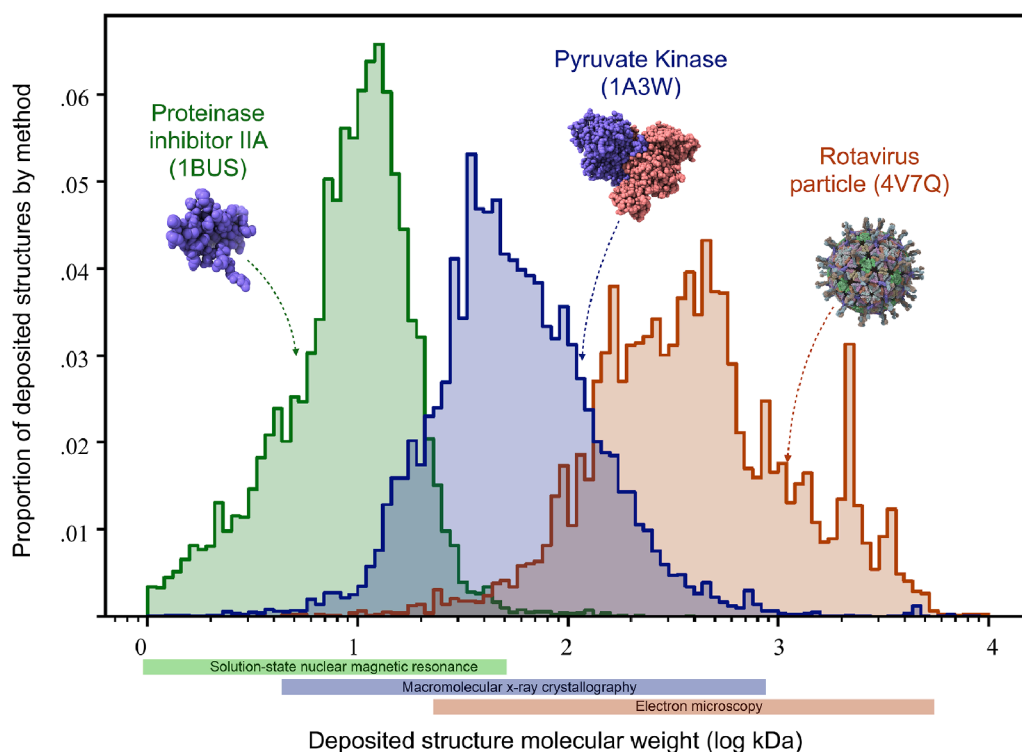 Proportion of deposited structures by method
.06
.05
.04
.03
.02
.01
Proteinase
inhibitor IIA
(1BUS)
Pyruvate Kinase
(1A3W)
Rotavirus
particle (4V7Q)
0
1
2
3
4
Solution-state nuclear magnetic resonance
Macromolecular x-ray crystallography
Electron microscopy
Deposited structure molecular weight (log kDa)